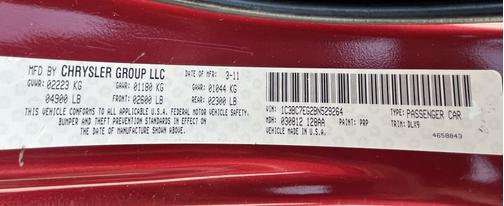 MFD BY CHRYSLER GROUP LLC DATE OF MFR 3-11
GVWR: 02223 KG GAWR: 01180 KG GAWR: 01044 KG
04900 LB FRONT: 02600 LB REAR: 02300 LB
THIS VEHICLE CONFORMS TO ALL APPLICABLE U.S.A. FEDERAL MOTOR VEHICLE SAFETY,
BUMPER AND THEFT PREVENTION STANDARDS IN EFFECT ON THE DATE OF MANUFACTURE SHOWN ABOVE.
VIN: 1C3BC7EG2BN529264 TYPE: PASSENGER CAR
MDH: 030812 128AA PAINT: PRP TRIM: DLX9
VEHICLE MADE IN U.S.A. 4658843